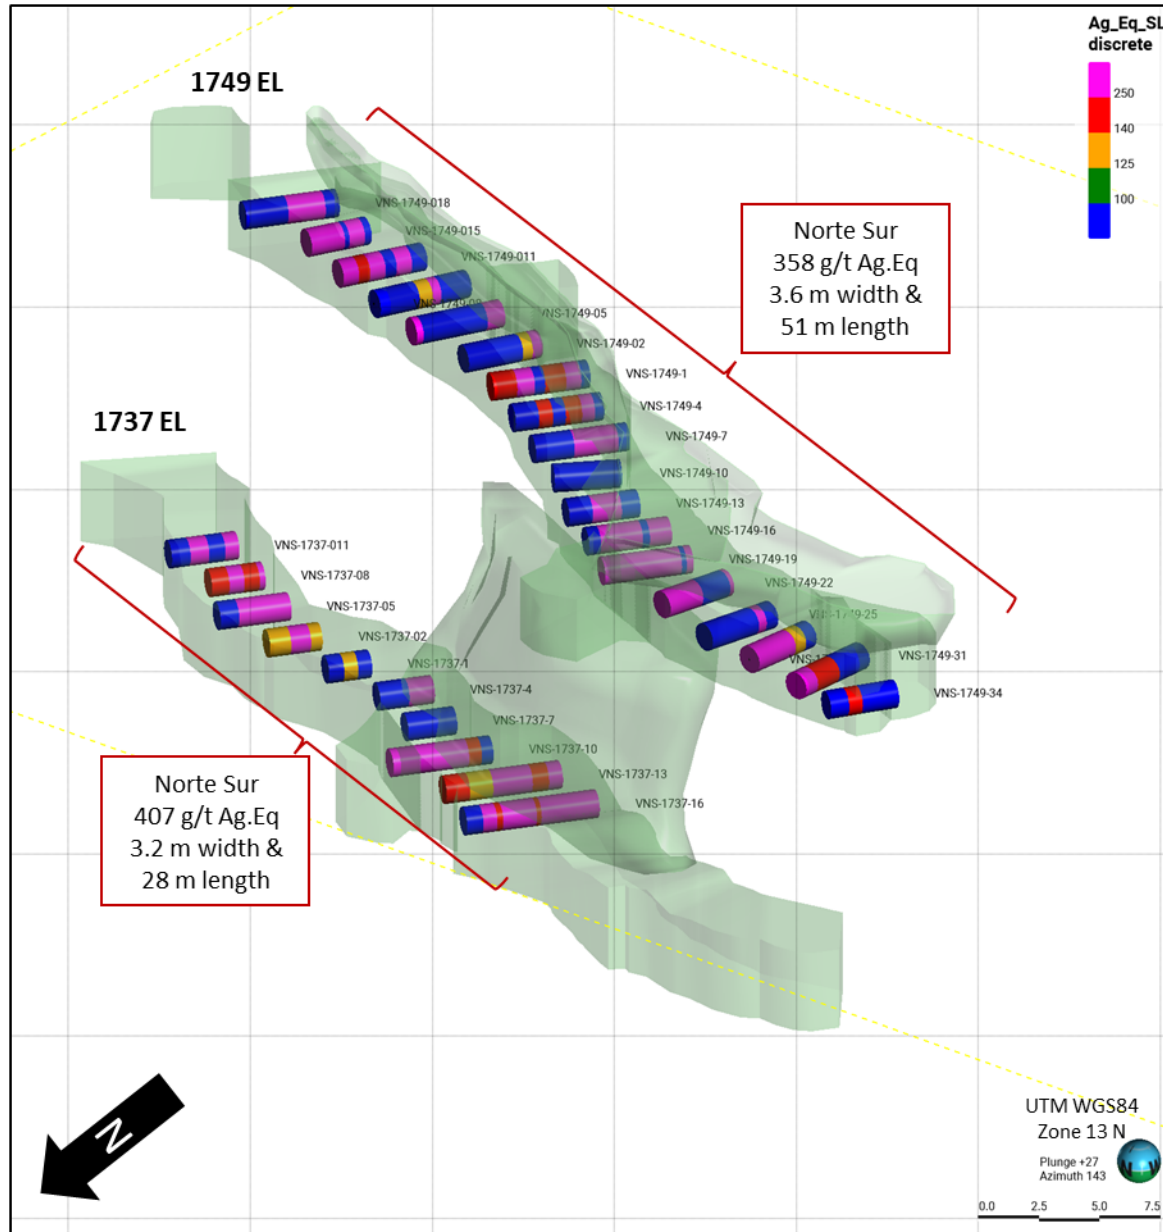 Ag_Eq_SL
discrete
250
140
125
100
1749 EL
VNS-1749-018
VNS-1749-015
VNS-1749-011
VNS-1749-05
VNS-1749-02
VNS-1749-1
VNS-1749-4
VNS-1749-7
VNS-1749-10
VNS-1749-13
VNS-1749-16
VNS-1749-19
VNS-1749-22
VNS-1749-25
VNS-1749-31
VNS-1749-34
Norte Sur
358 g/t Ag.Eq
3.6 m width &
51 m length
1737 EL
VNS-1737-011
VNS-1737-08
VNS-1737-05
VNS-1737-02
VNS-1737-1
VNS-1737-4
VNS-1737-7
VNS-1737-10
VNS-1737-13
VNS-1737-16
Norte Sur
407 g/t Ag.Eq
3.2 m width &
28 m length
N
UTM WGS84
Zone 13 N
Plunge +27
Azimuth 143
0.0 2.5 5.0 7.5